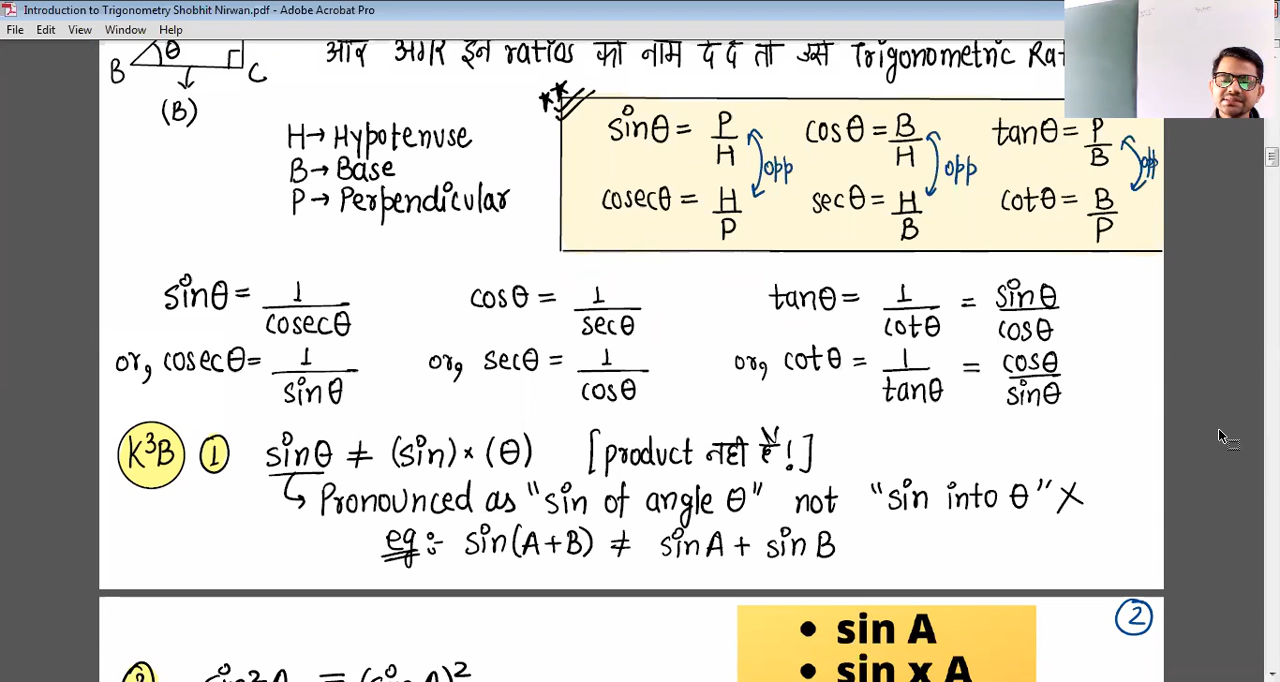 Introduction to Trigonometry Shobhit Nirwan.pdf - Adobe Acrobat Pro
File Edit View Window Help
B θ C
(B)
और अगर इन ratios को नाम दे दें तो उसे Trigonometric
H→ Hypotenuse
B→ Base
P→ Perpendicular
sinθ = P/H cosθ = B/H tanθ = P/B
opp opp opp
cosecθ = H/P secθ = H/B cotθ = B/P
sinθ = 1/cosecθ cosθ = 1/secθ tanθ = 1/cotθ = sinθ/cosθ
or, cosecθ = 1/sinθ or, secθ = 1/cosθ or, cotθ = 1/tanθ = cosθ/sinθ
K³B ① sinθ ≠ (sin) × (θ) [product नही है!]
↳ Pronounced as "sin of angle θ" not "sin into θ" X
eg:- sin(A+B) ≠ sinA + sinB
②
• sin A
• sin x A
sin²A = (sinA)²